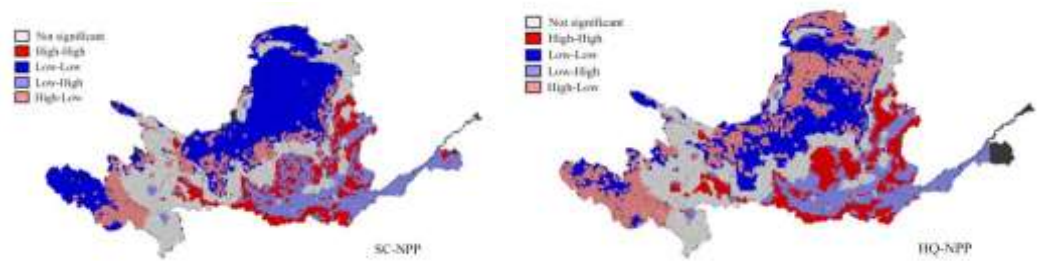 Not significant
High-High
Low-Low
Low-High
High-Low
SC-NPP
Not significant
High-High
Low-Low
Low-High
High-Low
HQ-NPP